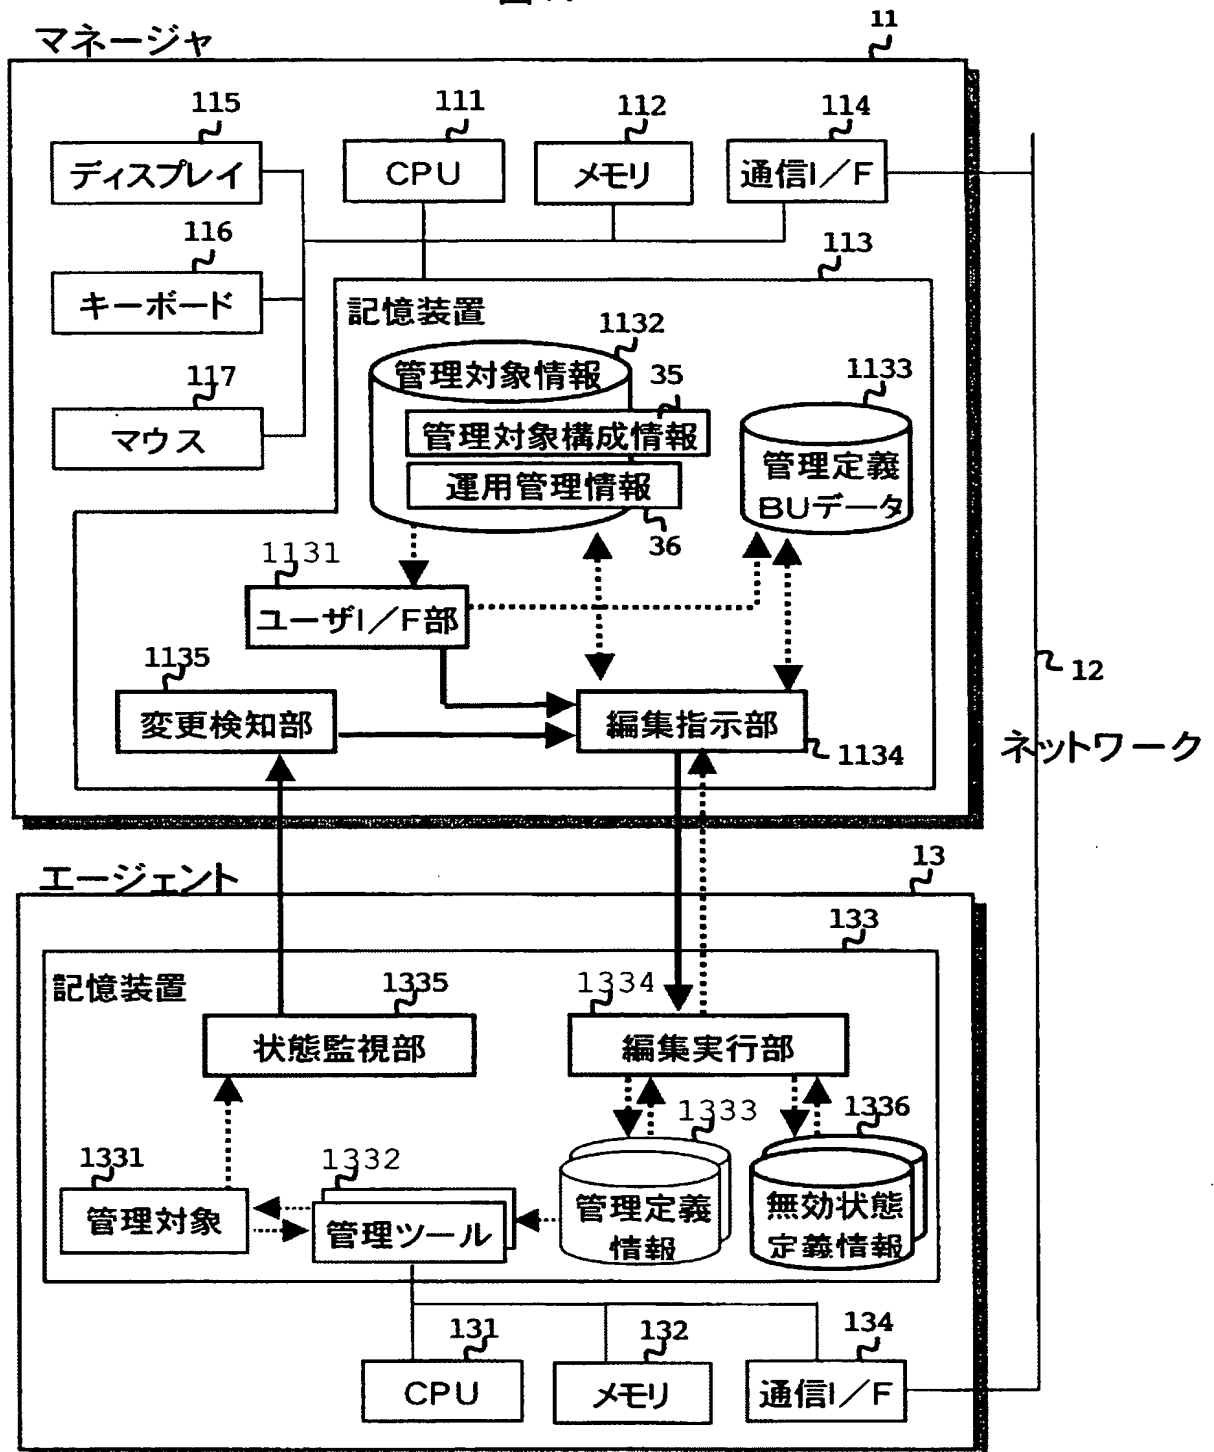 マネージャ
11
115
111
112
114
ディスプレイ
CPU
メモリ
通信I/F
116
113
キーボード
記憶装置
1132
117
管理対象情報
35
1133
マウス
管理対象構成情報
管理定義
BUデータ
運用管理情報
36
1131
ユーザI/F部
1135
12
変更検知部
編集指示部
1134
ネットワーク
エージェント
13
133
記憶装置
1335
1334
状態監視部
編集実行部
1333
1336
1331
1332
管理対象
管理ツール
管理定義
情報
無効状態
定義情報
131
132
134
CPU
メモリ
通信I/F